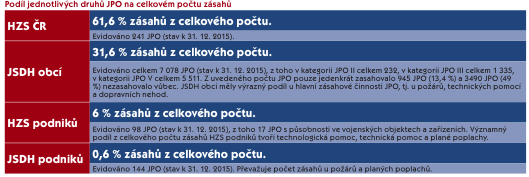 Podíl jednotlivých druhů JPO na celkovém počtu zásahů
HZS ČR
61,6 % zásahů z celkového počtu.
Evidováno 241 JPO (stav k 31. 12. 2015).
JSDH obcí
31,6 % zásahů z celkového počtu.
Evidováno celkem 7 078 JPO (stav k 31. 12. 2015), z toho v kategorii JPO II celkem 232, v kategorii JPO III celkem 1 335,
v kategorii JPO V celkem 5 511. Z uvedeného počtu JPO pouze jedenkrát zasahovalo 945 JPO (13,4 %) a 3490 JPO (49
%) nezasahovalo vůbec. JSDH obcí měly výrazný podíl u hlavní zásahové činnosti JPO, tj. u požárů, technických pomocí
a dopravních nehod.
HZS podniků
6 % zásahů z celkového počtu.
Evidováno 98 JPO (stav k 31. 12. 2015), z toho 17 JPO s působností ve vojenských objektech a zařízeních. Významný
podíl z celkového počtu zásahů HZS podniků tvoří technologická pomoc, technická pomoc a plané poplachy.
JSDH podniků
0,6 % zásahů z celkového počtu.
Evidováno 144 JPO (stav k 31. 12. 2015). Převažuje počet zásahů u požárů a planých poplachů.